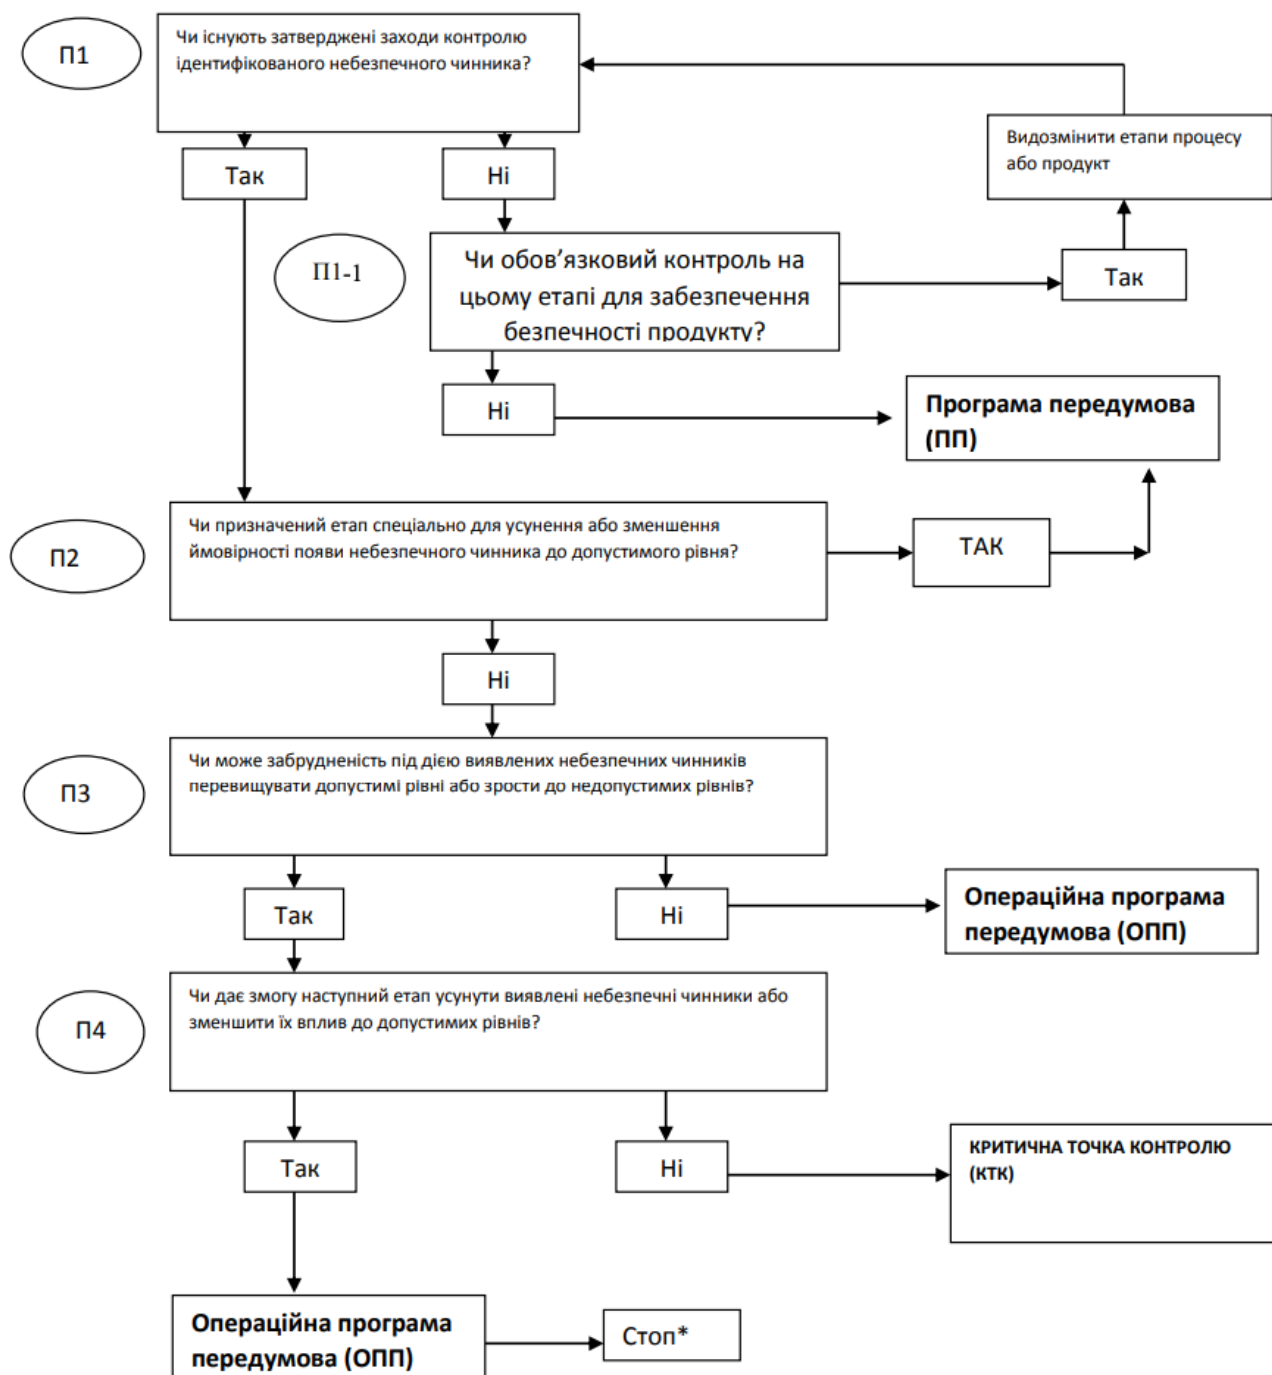 П1
Чи існують затверджені заходи контролю
ідентифікованого небезпечного чинника?
Видозмінити етапи процесу
або продукт
Так
Ні
П1-1
Чи обов’язковий контроль на
цьому етапі для забезпечення
безпечності продукту?
Так
Ні
Програма передумова
(ПП)
П2
Чи призначений етап спеціально для усунення або зменшення
ймовірності появи небезпечного чинника до допустимого рівня?
ТАК
Ні
П3
Чи може забрудненість під дією виявлених небезпечних чинників
перевищувати допустимі рівні або зрости до недопустимих рівнів?
Так
Ні
Операційна програма
передумова (ОПП)
П4
Чи дає змогу наступний етап усунути виявлені небезпечні чинники або
зменшити їх вплив до допустимих рівнів?
Так
Ні
КРИТИЧНА ТОЧКА КОНТРОЛЮ
(КТК)
Операційна програма
передумова (ОПП)
Стоп*